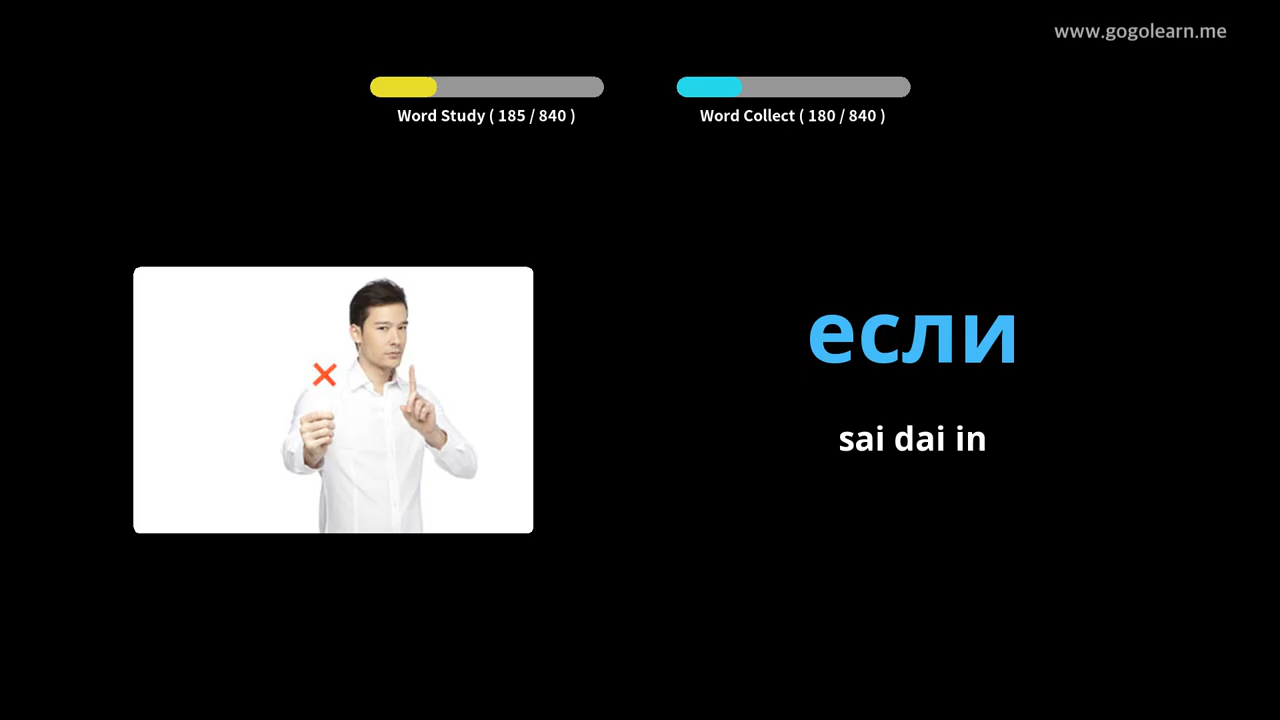 www.gogolearn.me
Word Study ( 185 / 840 )
Word Collect ( 180 / 840 )
если
sai dai in